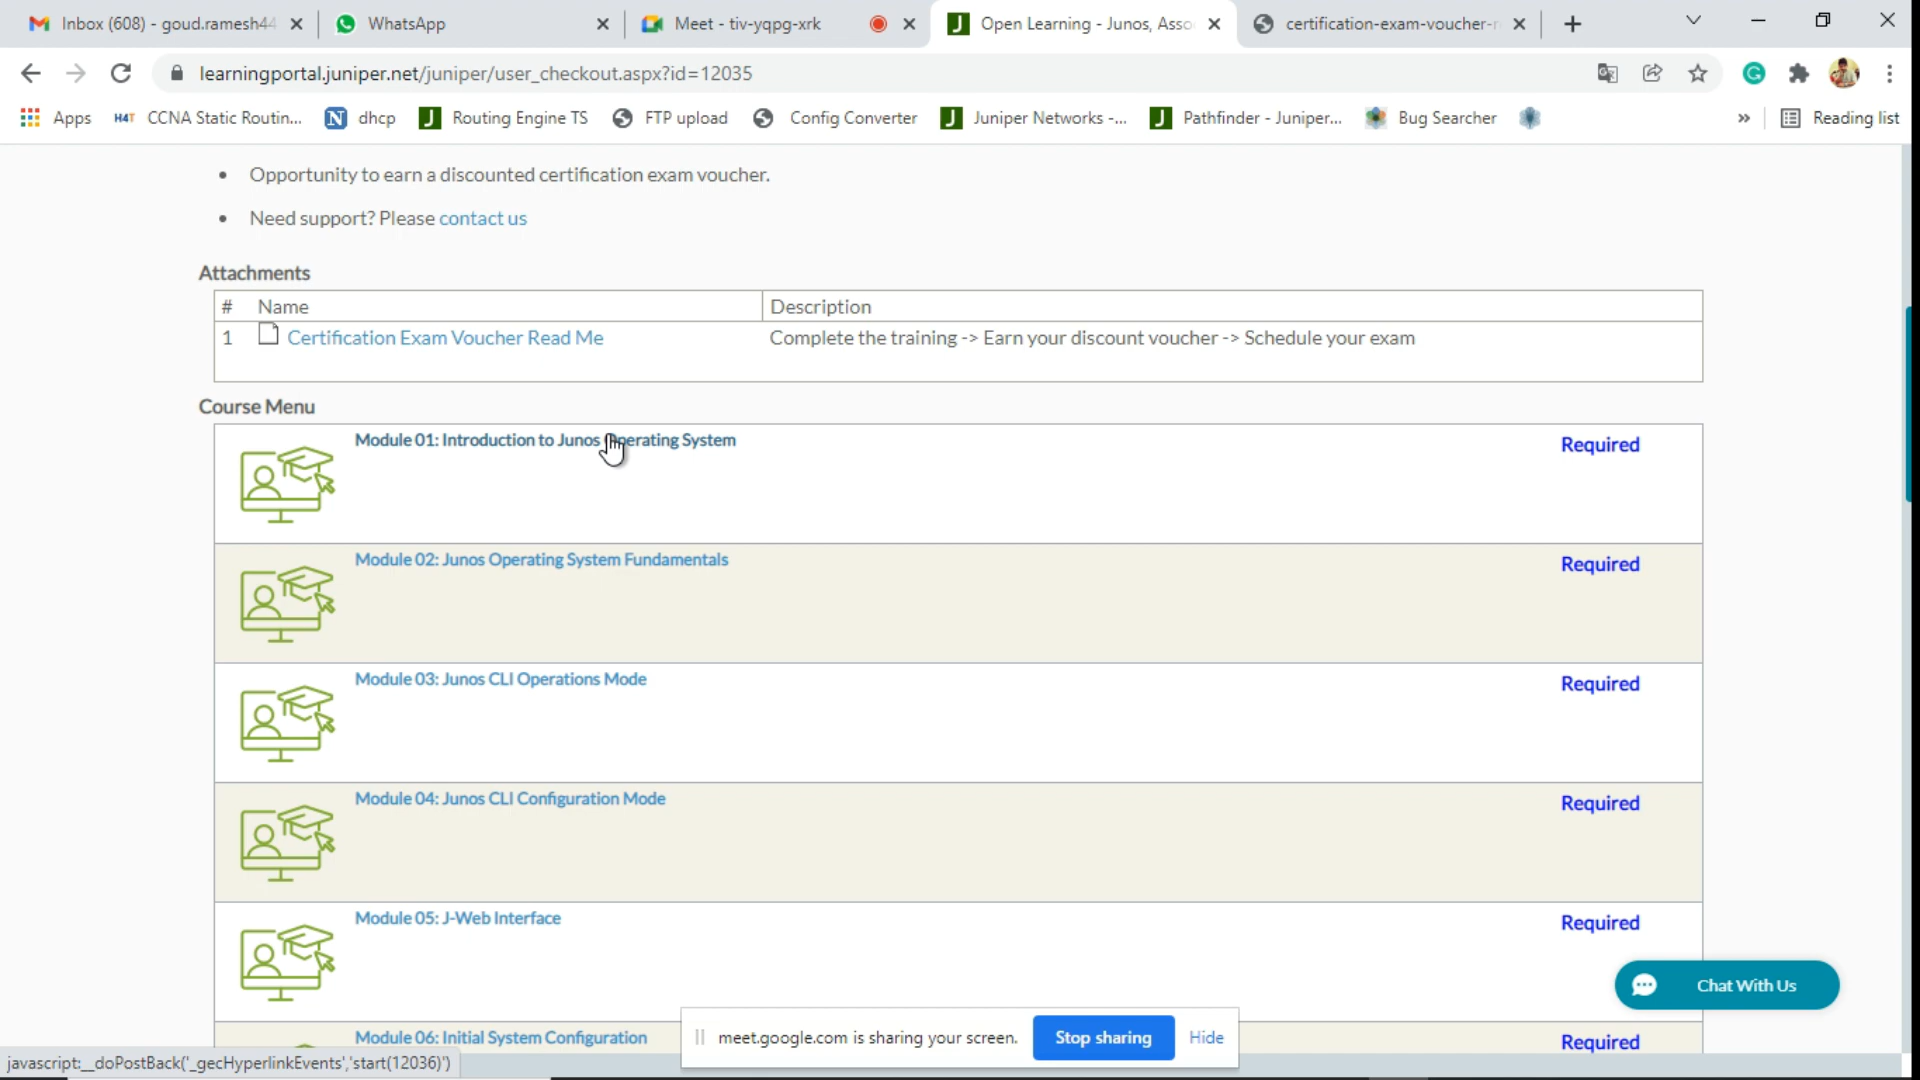 Inbox (608) - goud.ramesh44
WhatsApp
Meet - tiv-yqpg-xrk
Open Learning - Junos, Asso
certification-exam-voucher-r
learningportal.juniper.net/juniper/user_checkout.aspx?id=12035
Apps
H4T CCNA Static Routin...
N dhcp
Routing Engine TS
FTP upload
Config Converter
Juniper Networks -...
Pathfinder - Juniper...
Bug Searcher
»
Reading list
• Opportunity to earn a discounted certification exam voucher.
• Need support? Please contact us
Attachments
# Name Description
1 Certification Exam Voucher Read Me Complete the training -> Earn your discount voucher -> Schedule your exam
Course Menu
Module 01: Introduction to Junos Operating System Required
Module 02: Junos Operating System Fundamentals Required
Module 03: Junos CLI Operations Mode Required
Module 04: Junos CLI Configuration Mode Required
Module 05: J-Web Interface Required
Chat With Us
Module 06: Initial System Configuration Required
meet.google.com is sharing your screen. Stop sharing Hide
javascript:__doPostBack('_gecHyperlinkEvents','start(12036)')